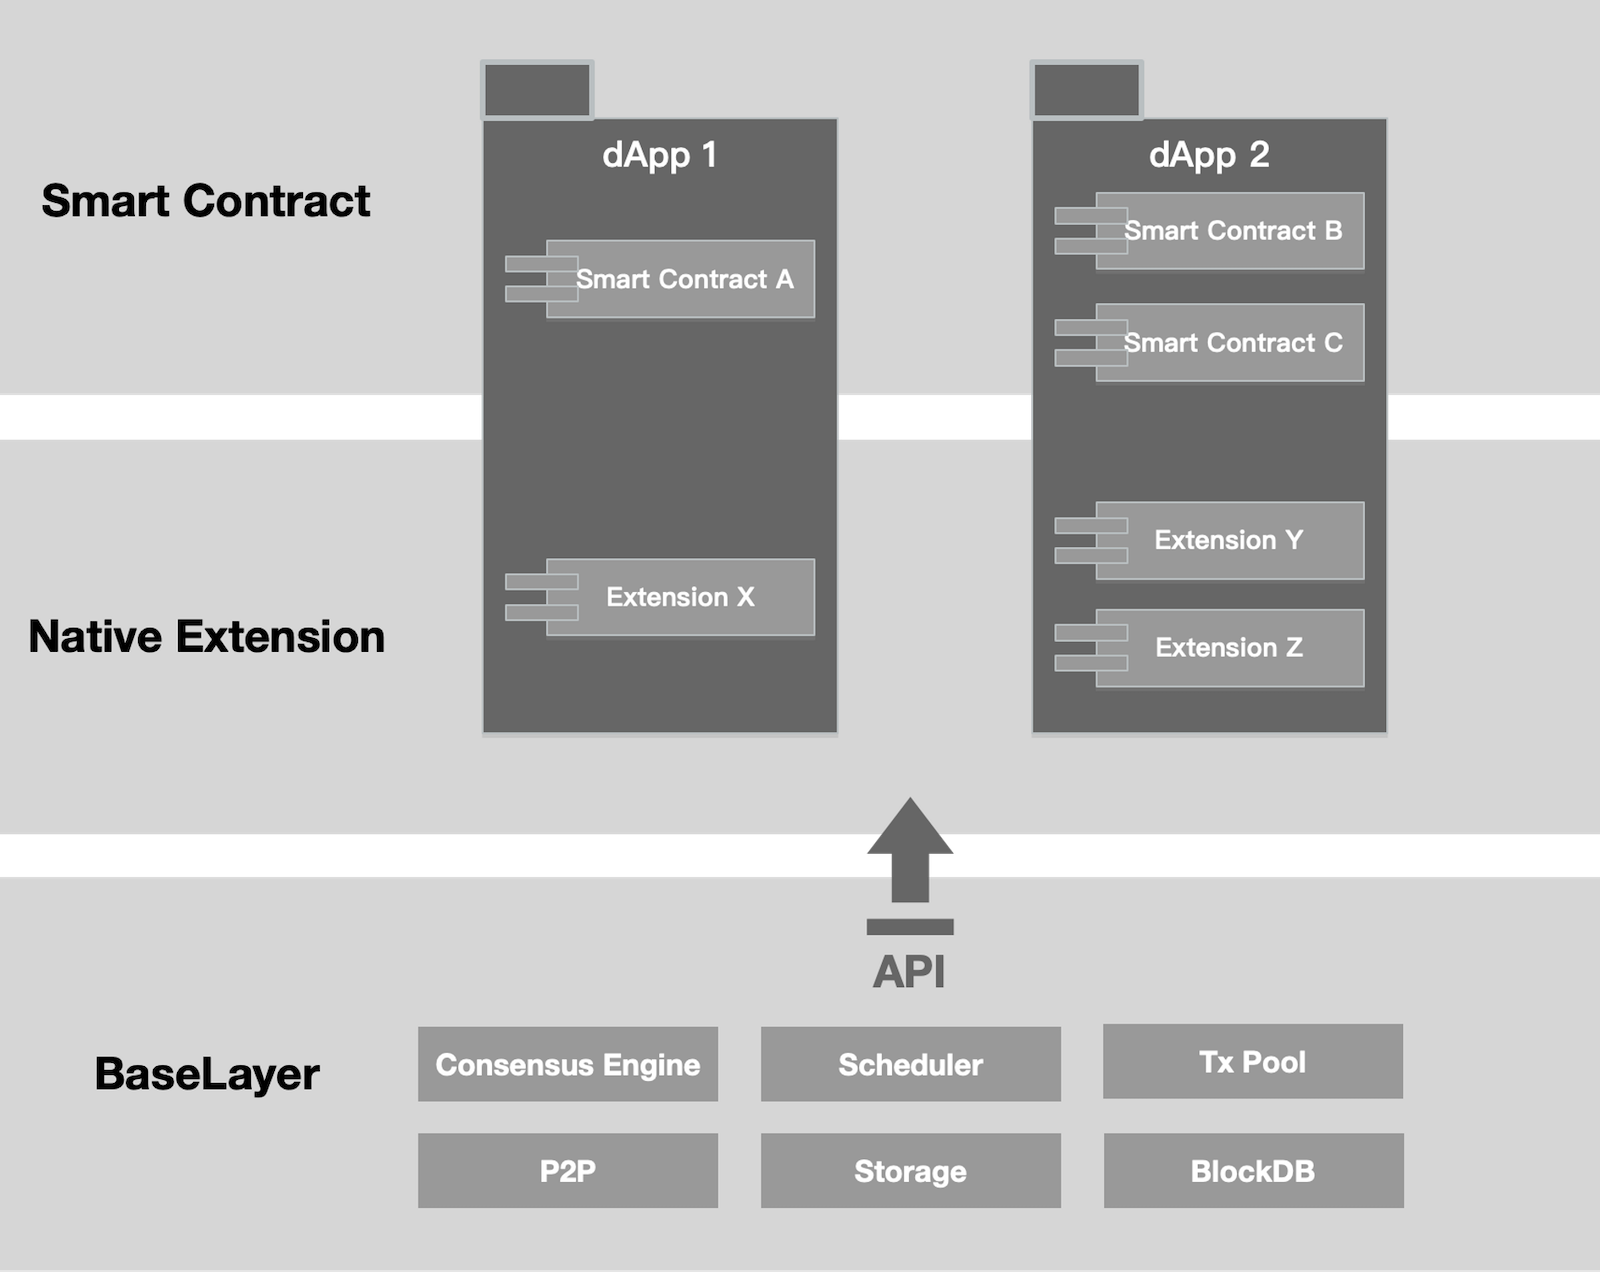 Smart Contract
dApp 1
Smart Contract A
dApp 2
Smart Contract B
Smart Contract C
Native Extension
Extension X
Extension Y
Extension Z
API
BaseLayer
Consensus Engine
Scheduler
Tx Pool
P2P
Storage
BlockDB